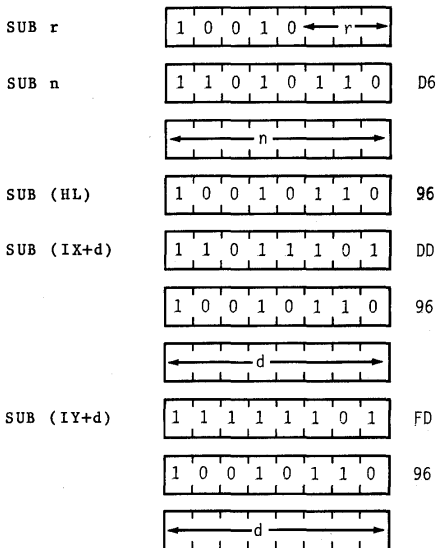 SUB r 1 0 0 1 0 r
SUB n 1 1 0 1 0 1 1 0 D6
n
SUB (HL) 1 0 0 1 0 1 1 0 96
SUB (IX+d) 1 1 0 1 1 1 0 1 DD
1 0 0 1 0 1 1 0 96
d
SUB (IY+d) 1 1 1 1 1 1 0 1 FD
1 0 0 1 0 1 1 0 96
d